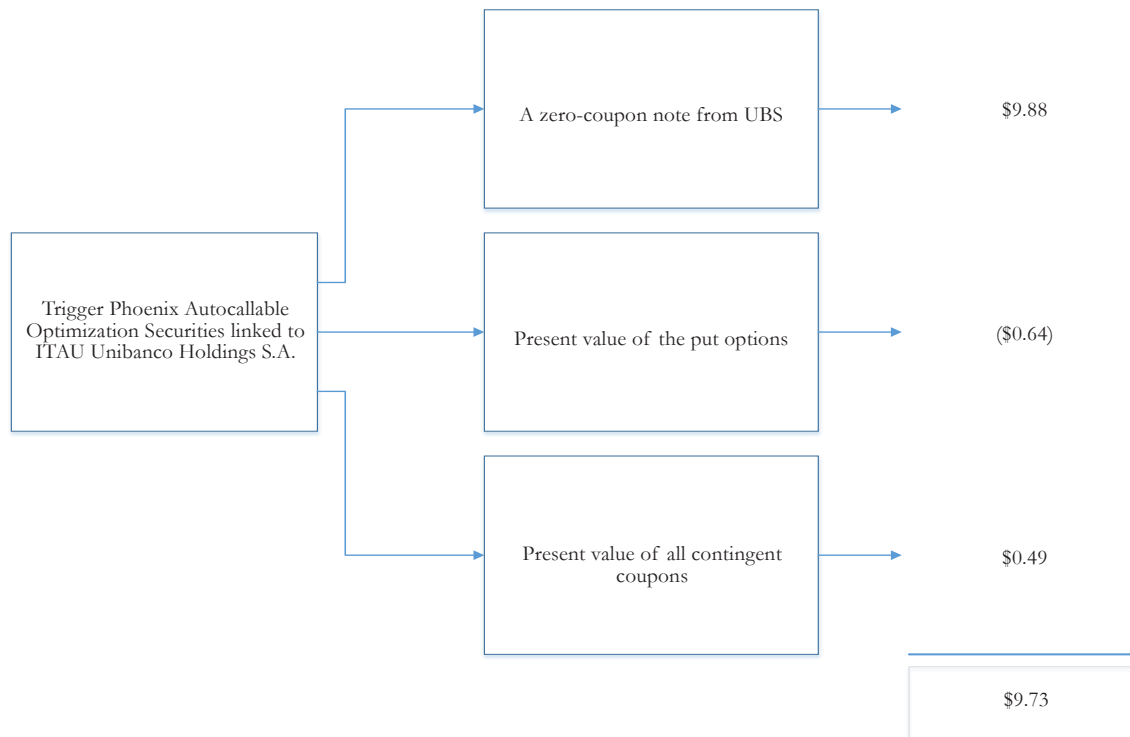 A zero-coupon note from UBS
$9.88
Trigger Phoenix Autocallable
Optimization Securities linked to
ITAU Unibanco Holdings S.A.
Present value of the put options
($0.64)
Present value of all contingent
coupons
$0.49
$9.73